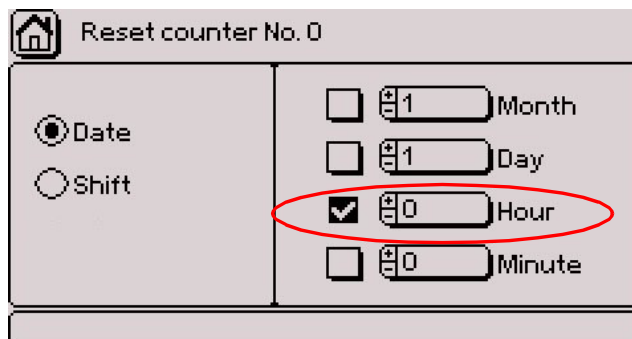 Reset counter No. 0
Date
Shift
1 Month
1 Day
0 Hour
0 Minute